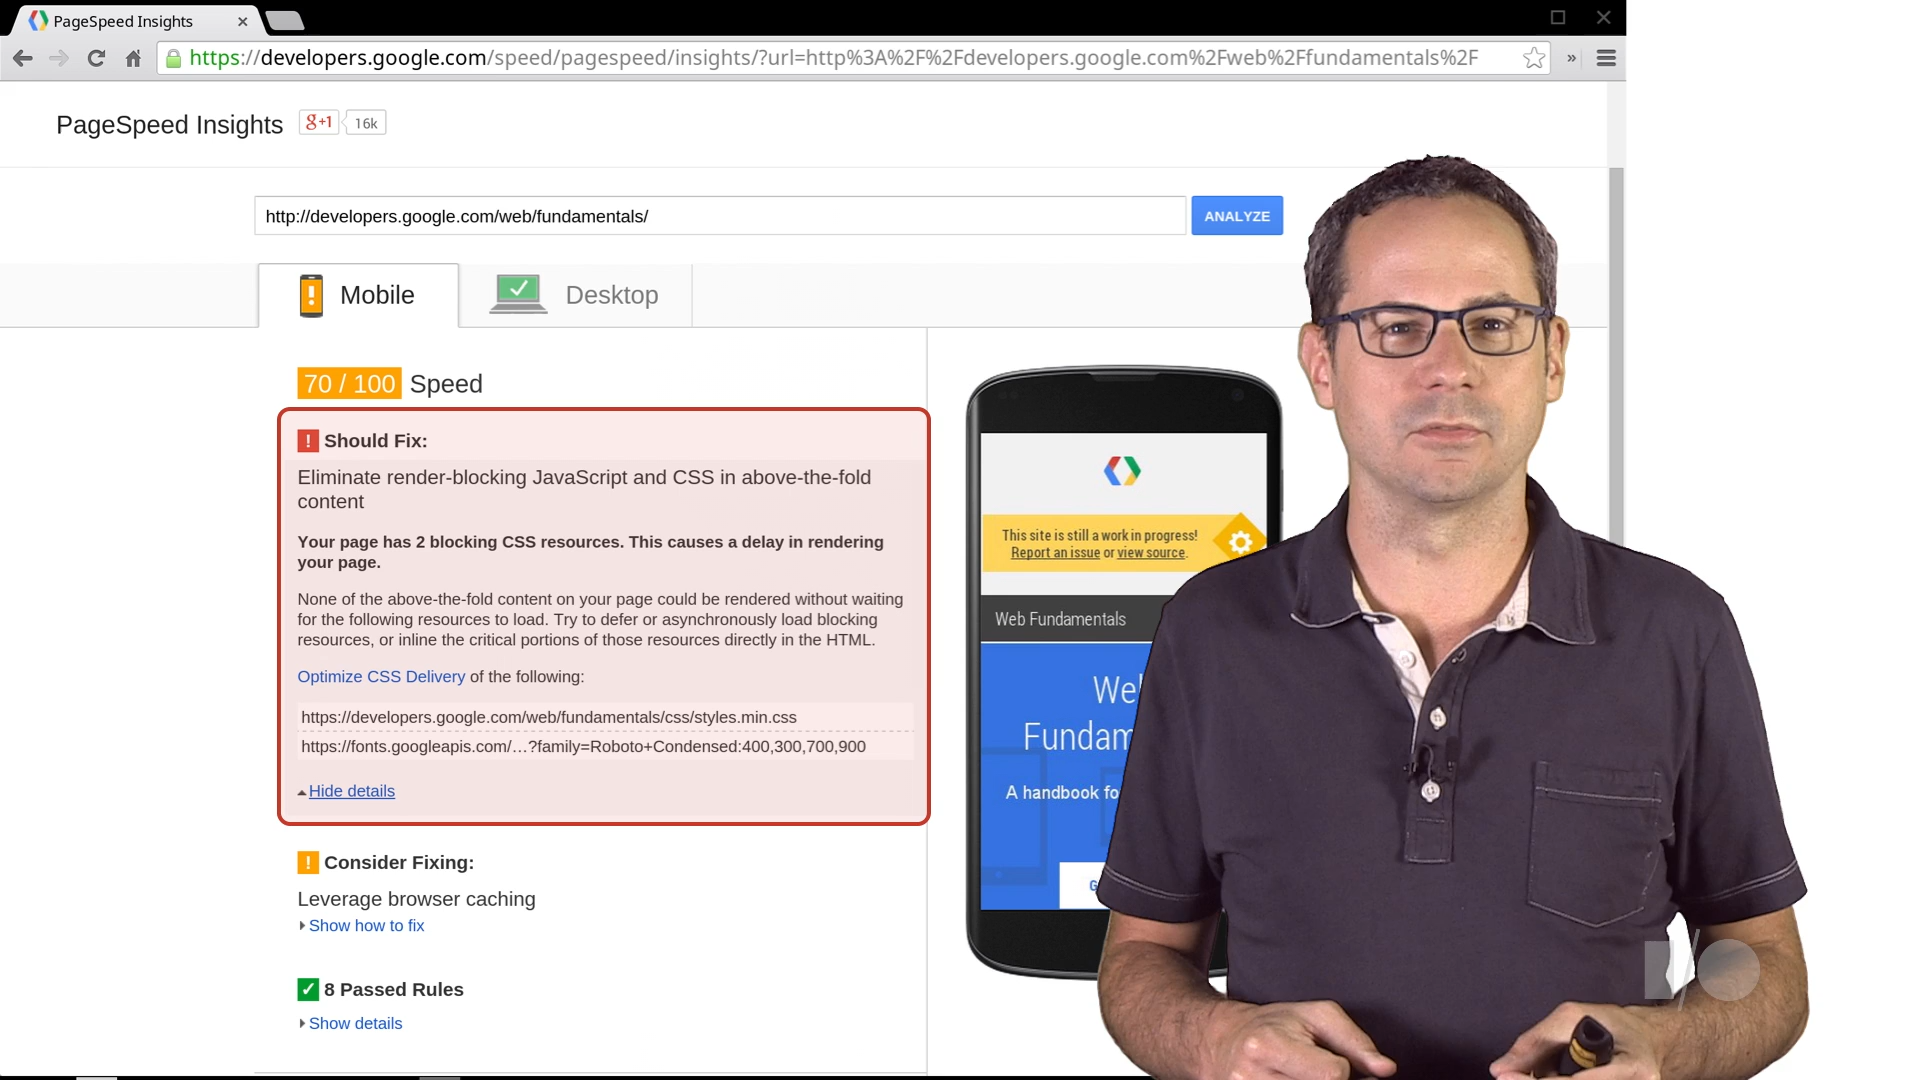 PageSpeed Insights
https://developers.google.com/speed/pagespeed/insights/?url=http%3A%2F%2Fdevelopers.google.com%2Fweb%2Ffundamentals%2F
PageSpeed Insights g+1 16k
http://developers.google.com/web/fundamentals/ ANALYZE
Mobile Desktop
70 / 100 Speed
! Should Fix:
Eliminate render-blocking JavaScript and CSS in above-the-fold
content
Your page has 2 blocking CSS resources. This causes a delay in rendering
your page.
None of the above-the-fold content on your page could be rendered without waiting
for the following resources to load. Try to defer or asynchronously load blocking
resources, or inline the critical portions of those resources directly in the HTML.
Optimize CSS Delivery of the following:
https://developers.google.com/web/fundamentals/css/styles.min.css
https://fonts.googleapis.com/…?family=Roboto+Condensed:400,300,700,900
Hide details
! Consider Fixing:
Leverage browser caching
Show how to fix
8 Passed Rules
Show details
This site is still a work in progress!
Report an issue or view source.
Web Fundamentals
A handbook
I/O